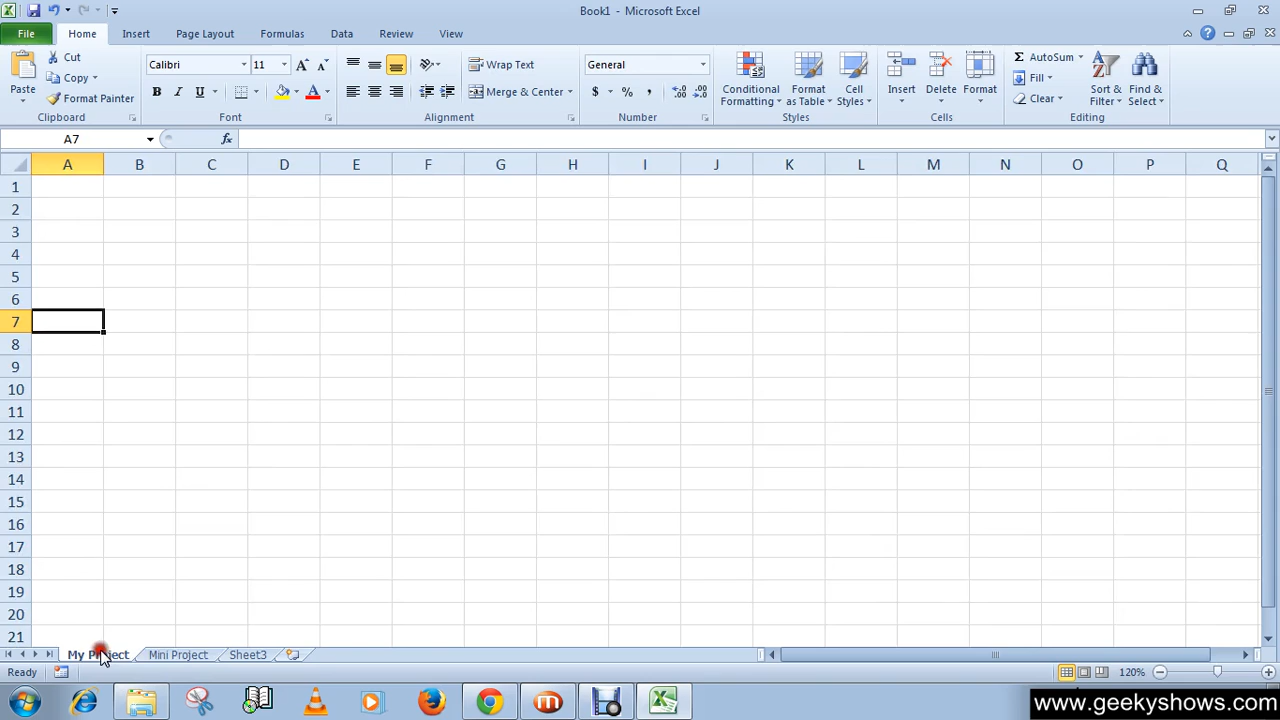 Book1 - Microsoft Excel
File Home Insert Page Layout Formulas Data Review View
Paste
Cut
Copy
Format Painter
Clipboard
Calibri 11
B I U A
Font
Wrap Text
Merge & Center
Alignment
General
$ % ,
Number
Conditional Formatting
Format as Table
Cell Styles
Styles
Insert Delete Format
Cells
Σ AutoSum
Fill
Clear
Sort & Filter
Find & Select
Editing
A7 fx
A B C D E F G H I J K L M N O P Q
1
2
3
4
5
6
7
8
9
10
11
12
13
14
15
16
17
18
19
20
21
My Project Mini Project Sheet3
Ready 120%
www.geekyshows.com